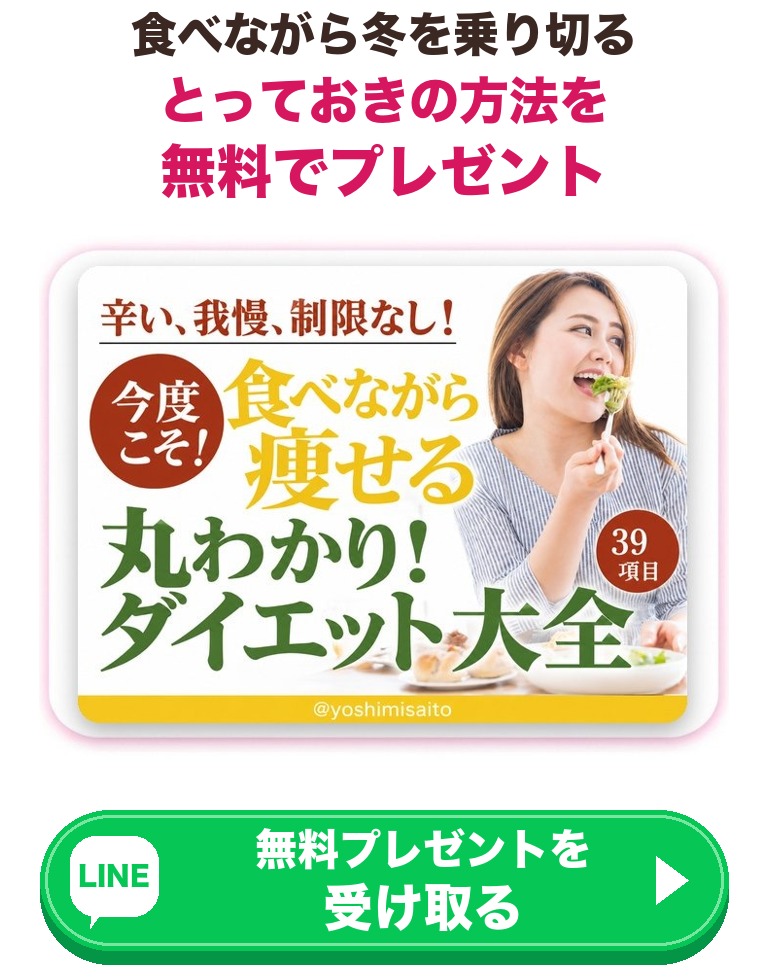 食べながら冬を乗り切る
とっておきの方法を
無料でプレゼント
辛い、我慢、制限なし!
今度
こそ!
食べながら
痩せる
丸わかり!
ダイエット大全
39
項目
@yoshimisaito
LINE
無料プレゼントを
受け取る